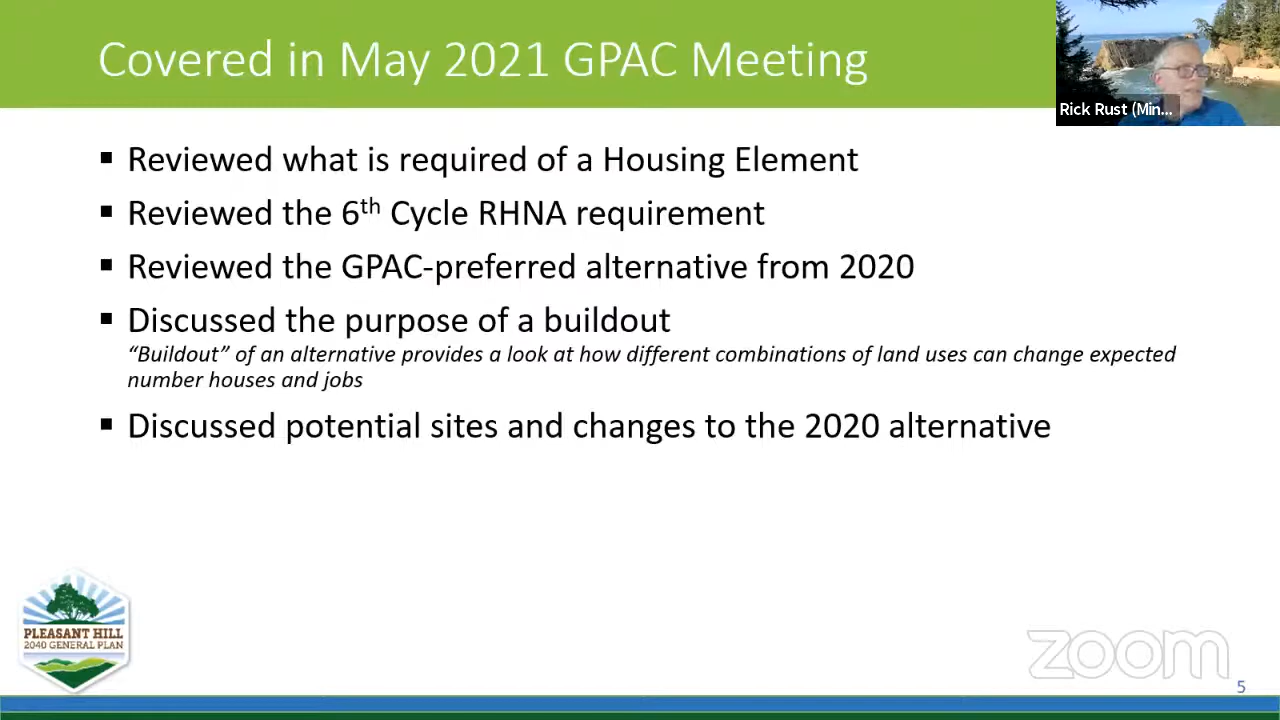 Covered in May 2021 GPAC Meeting
Rick Rust (Min...
▪ Reviewed what is required of a Housing Element
▪ Reviewed the 6th Cycle RHNA requirement
▪ Reviewed the GPAC-preferred alternative from 2020
▪ Discussed the purpose of a buildout
“Buildout” of an alternative provides a look at how different combinations of land uses can change expected
number houses and jobs
▪ Discussed potential sites and changes to the 2020 alternative
PLEASANT HILL
2040 GENERAL PLAN
zoom
5